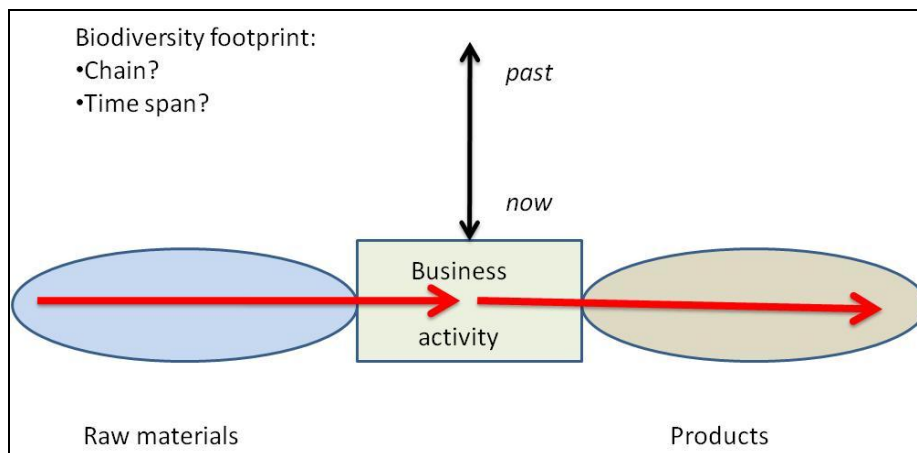 Biodiversity footprint:
•Chain?
•Time span?
past
now
Business
activity
Raw materials
Products